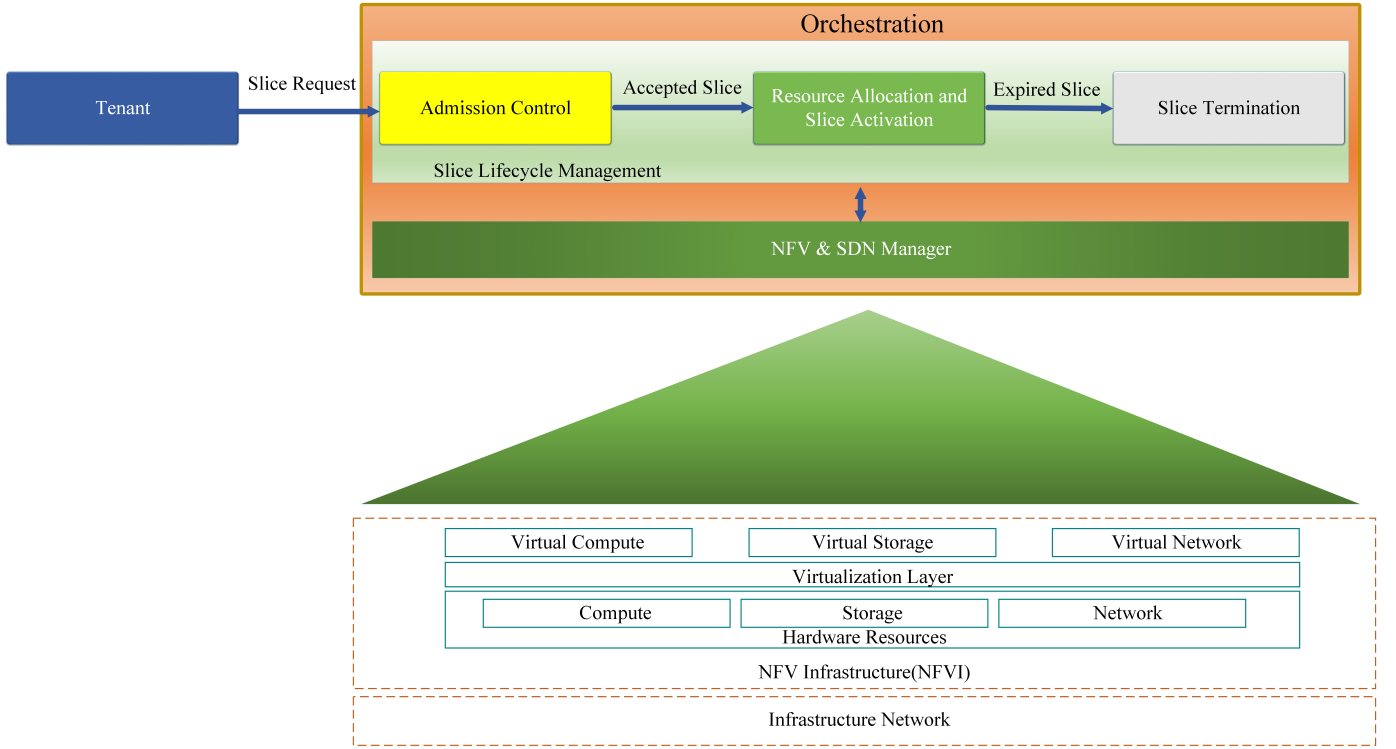 Orchestration
Tenant
Slice Request
Admission Control
Accepted Slice
Resource Allocation and
Slice Activation
Expired Slice
Slice Termination
Slice Lifecycle Management
NFV & SDN Manager
Virtual Compute
Virtual Storage
Virtual Network
Virtualization Layer
Compute
Storage
Network
Hardware Resources
NFV Infrastructure(NFVI)
Infrastructure Network